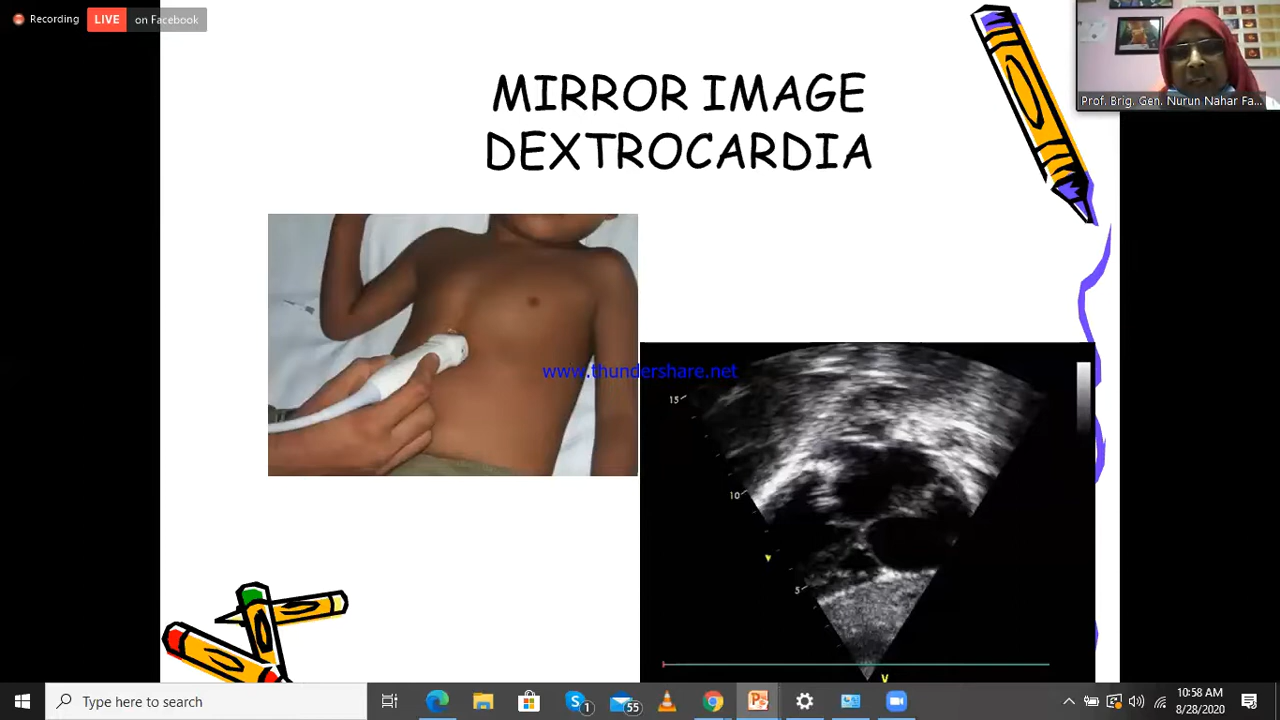 Recording
LIVE on Facebook
MIRROR IMAGE
DEXTROCARDIA
Prof. Brig. Gen. Nurun Nahar Fa...
www.thundershare.net
15
10
5
V
Type here to search
1
55
10:58 AM
8/28/2020